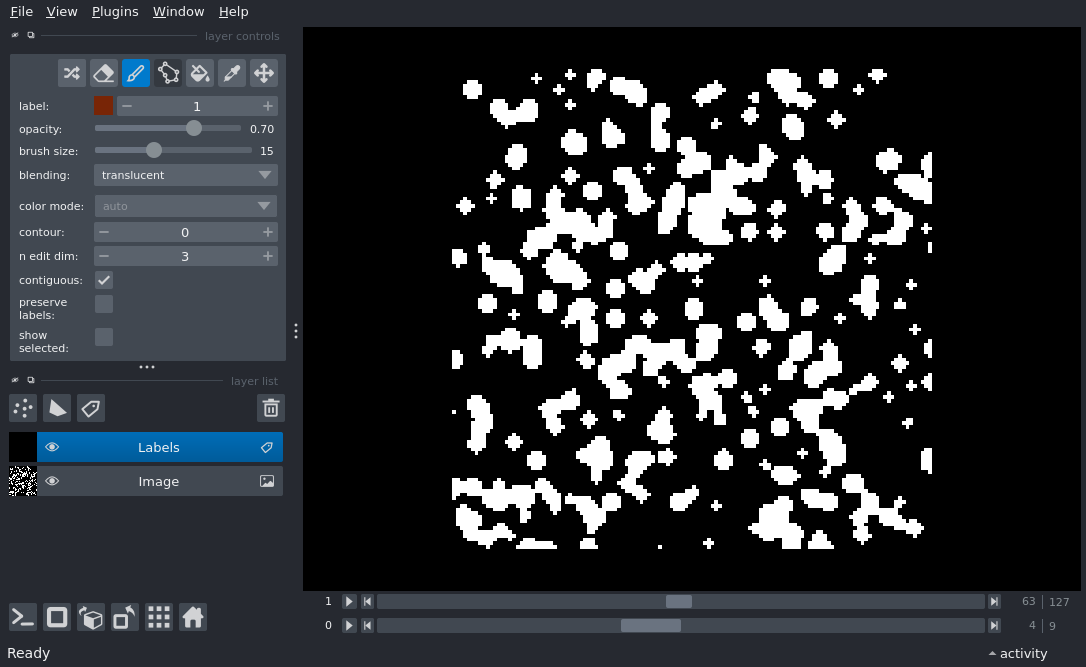 File View Plugins Window Help
layer controls
label: 1
opacity: 0.70
brush size: 15
blending: translucent
color mode: auto
contour: 0
n edit dim: 3
contiguous:
preserve
labels:
show
selected:
layer list
Labels
Image
1 63 127
0 4 9
Ready activity